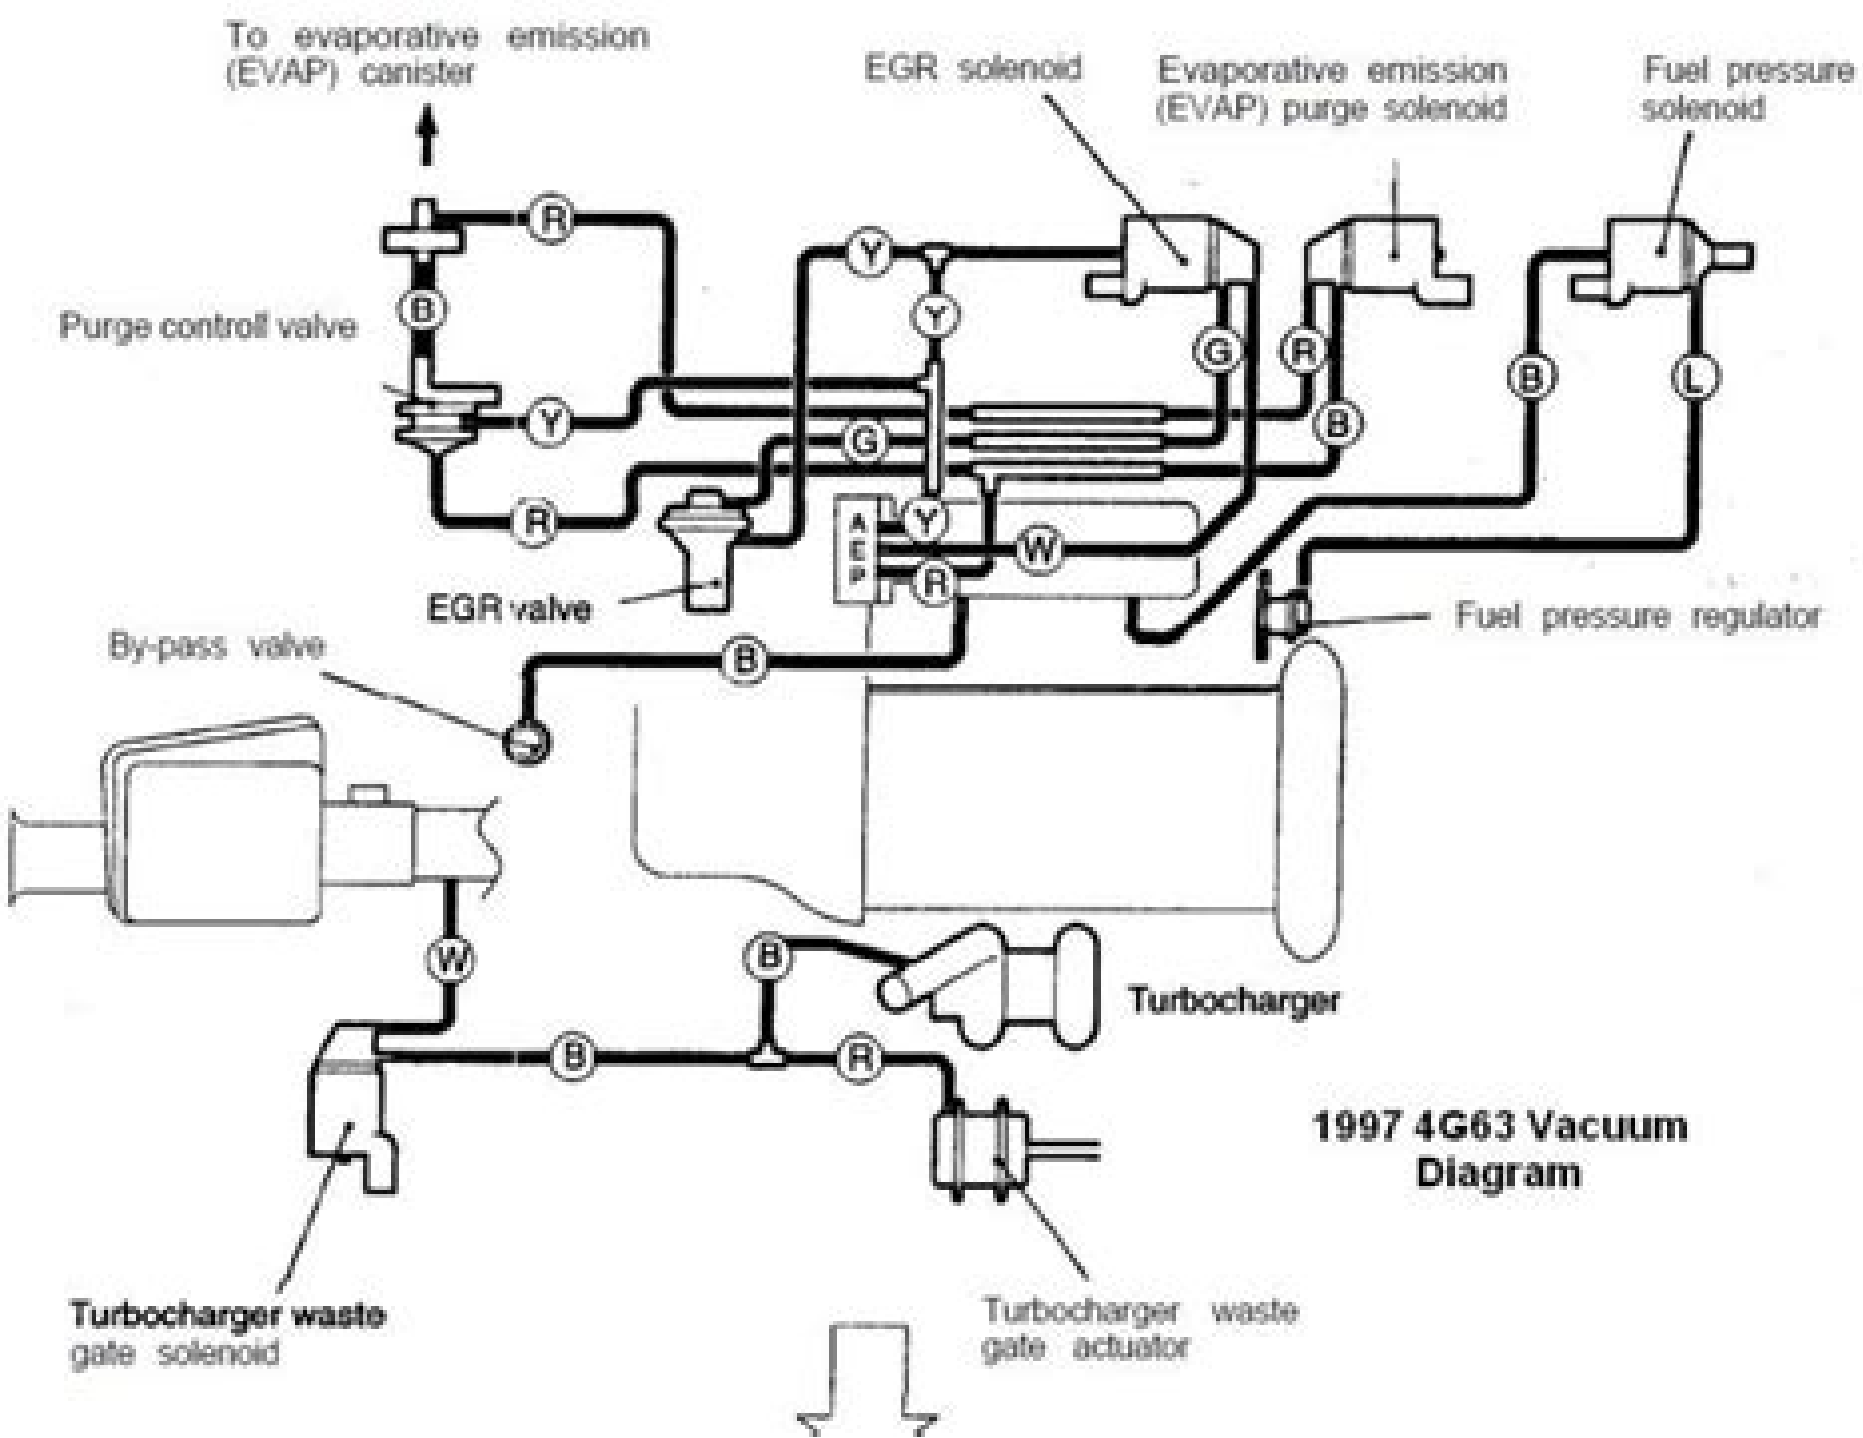 To evaporative emission
(EVAP) canister
EGR solenoid
Evaporative emission
(EVAP) purge solenoid
Fuel pressure
solenoid
R
Y
B
Y
Purge controll valve
G
R
B
L
Y
G
B
R
Y
A
E
P
W
R
EGR valve
Fuel pressure regulator
By-pass valve
B
W
B
Turbocharger
B
R
1997 4G63 Vacuum
Diagram
Turbocharger waste
gate solenoid
Turbocharger waste
gate actuator